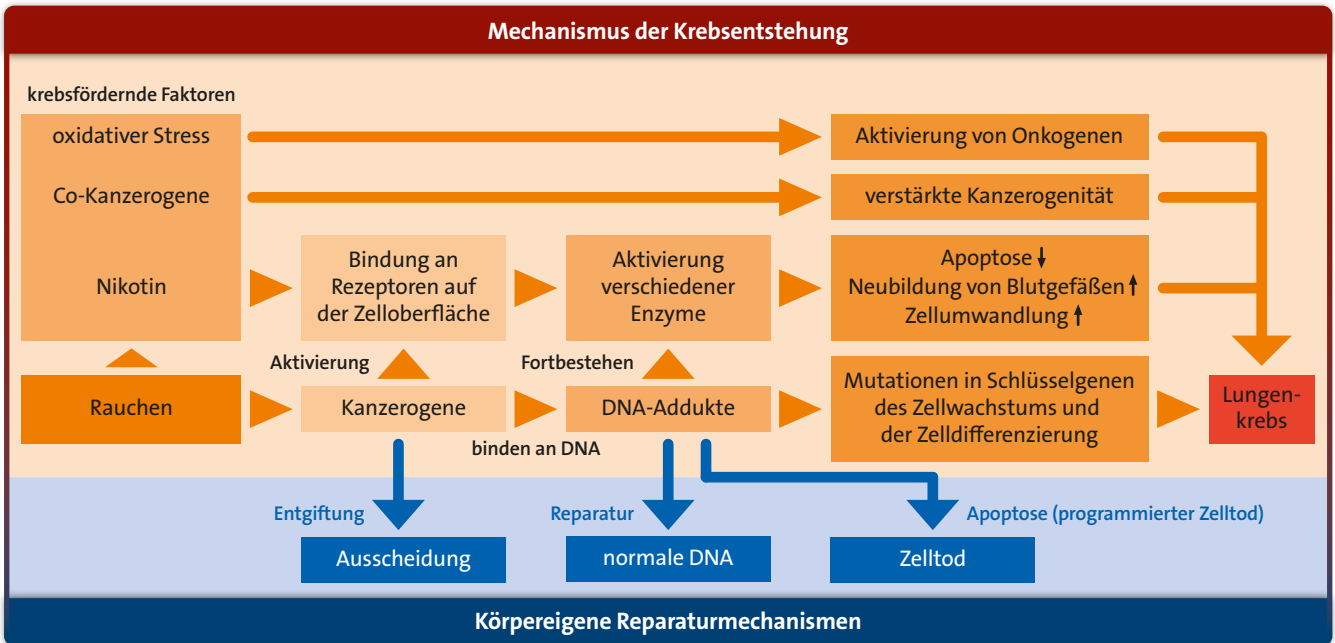 Mechanismus der Krebsentstehung
krebsfördernde Faktoren
oxidativer Stress
Aktivierung von Onkogenen
Co-Kanzerogene
verstärkte Kanzerogenität
Nikotin
Bindung an
Rezeptoren auf
der Zelloberfläche
Aktivierung
verschiedener
Enzyme
Apoptose ↓
Neubildung von Blutgefäßen ↑
Zellumwandlung ↑
Aktivierung
Fortbestehen
Rauchen
Kanzerogene
binden an DNA
DNA-Addukte
Mutationen in Schlüsselgenen
des Zellwachstums und
der Zelldifferenzierung
Lungen-
krebs
Entgiftung
Reparatur
Apoptose (programmierter Zelltod)
Ausscheidung
normale DNA
Zelltod
Körpereigene Reparaturmechanismen